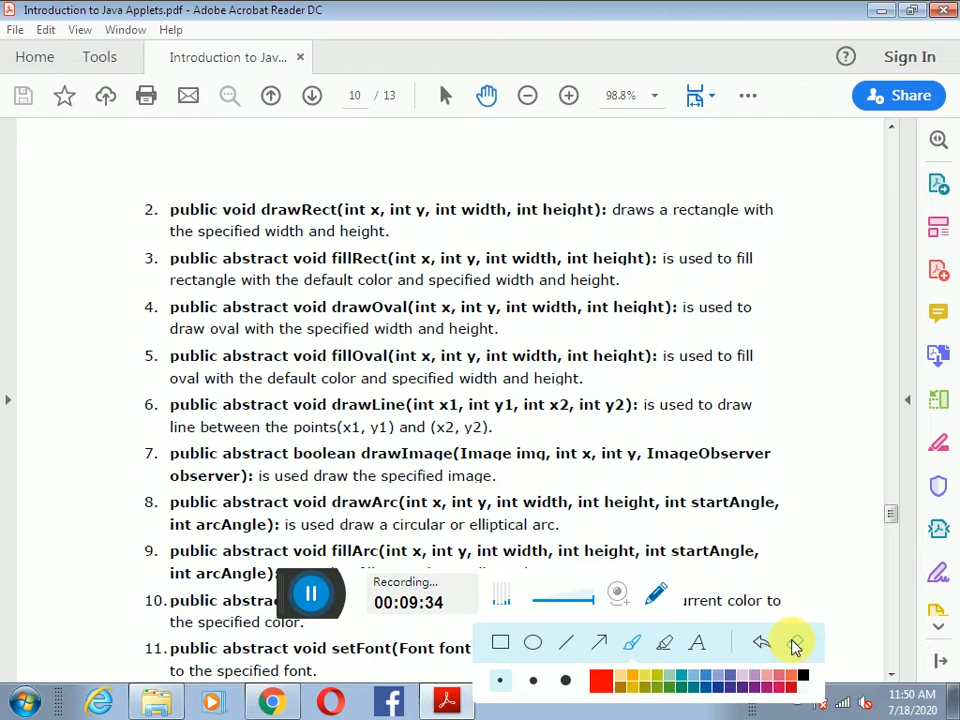 Introduction to Java Applets.pdf - Adobe Acrobat Reader DC
File Edit View Window Help
Home Tools Introduction to Jav... × ? Sign In
10 / 13 98.8% Share
2. public void drawRect(int x, int y, int width, int height): draws a rectangle with
the specified width and height.
3. public abstract void fillRect(int x, int y, int width, int height): is used to fill
rectangle with the default color and specified width and height.
4. public abstract void drawOval(int x, int y, int width, int height): is used to
draw oval with the specified width and height.
5. public abstract void fillOval(int x, int y, int width, int height): is used to fill
oval with the default color and specified width and height.
6. public abstract void drawLine(int x1, int y1, int x2, int y2): is used to draw
line between the points(x1, y1) and (x2, y2).
7. public abstract boolean drawImage(Image img, int x, int y, ImageObserver
observer): is used draw the specified image.
8. public abstract void drawArc(int x, int y, int width, int height, int startAngle,
int arcAngle): is used draw a circular or elliptical arc.
9. public abstract void fillArc(int x, int y, int width, int height, int startAngle,
int arcAngle):
10. public abstrac urrent color to
the specified color.
11. public abstract void setFont(Font font
to the specified font.
Recording...
00:09:34
A
11:50 AM
7/18/2020